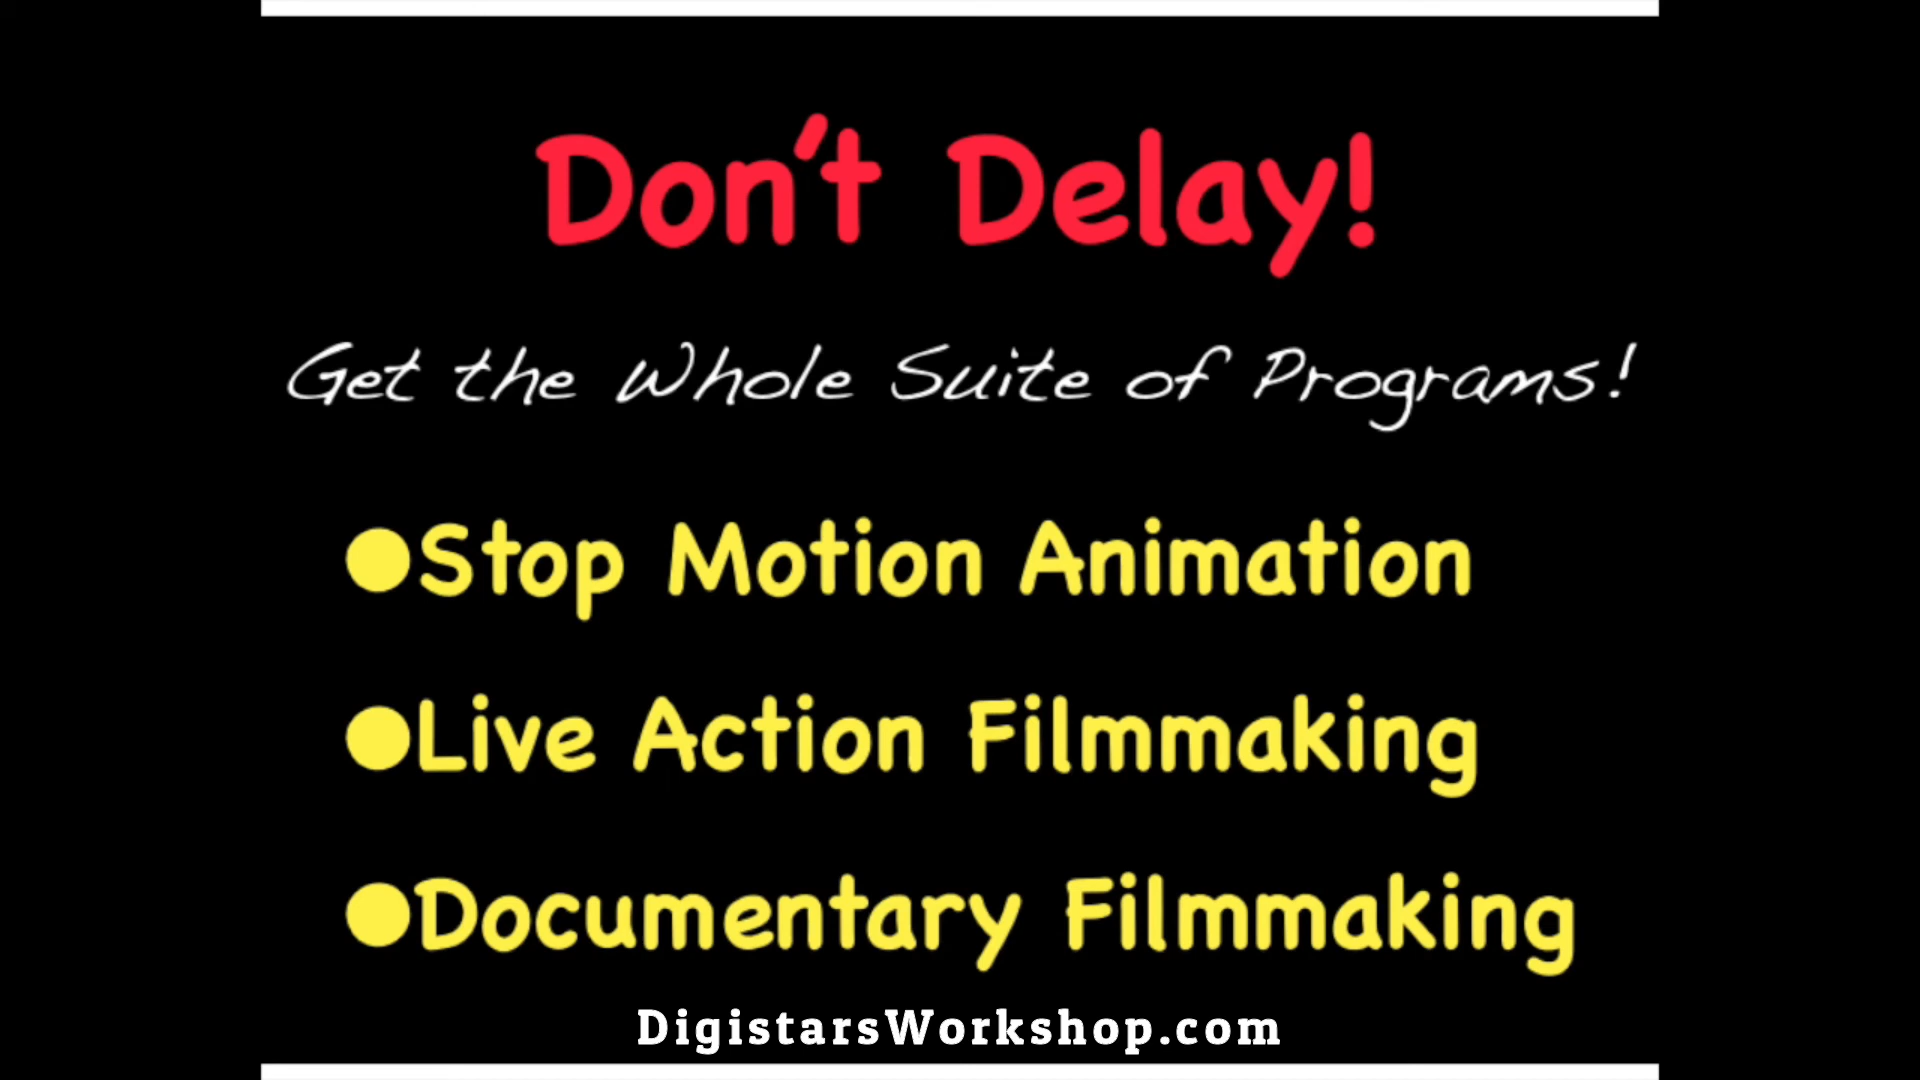 Don't Delay!
Get the Whole Suite of Programs!
●Stop Motion Animation
●Live Action Filmmaking
●Documentary Filmmaking
DigistarsWorkshop.com